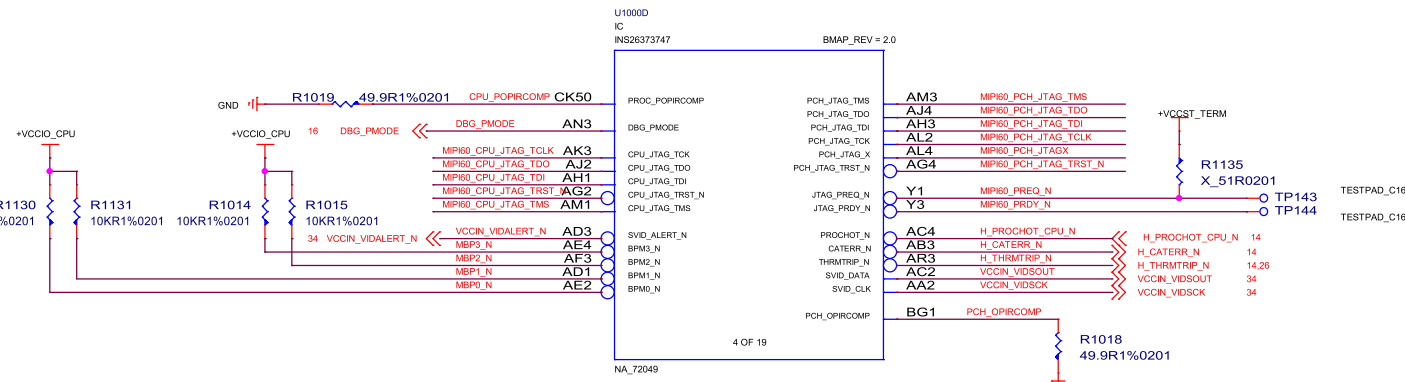 U1000D
IC
INS26373747
BMAP_REV = 2.0
GND
R1019
49.9R1%0201
CPU_POPIRCOMP
CK50
PROC_POPIRCOMP
+VCCIO_CPU
+VCCIO_CPU
16
DBG_PMODE
DBG_PMODE
AN3
DBG_PMODE
MIPI60_CPU_JTAG_TCLK
AK3
CPU_JTAG_TCK
MIPI60_CPU_JTAG_TDO
AJ2
CPU_JTAG_TDO
MIPI60_CPU_JTAG_TDI
AH1
CPU_JTAG_TDI
MIPI60_CPU_JTAG_TRST_N
AG2
CPU_JTAG_TRST_N
MIPI60_CPU_JTAG_TMS
AM1
CPU_JTAG_TMS
R1130
%0201
R1131
10KR1%0201
R1014
10KR1%0201
R1015
10KR1%0201
34
VCCIN_VIDALERT_N
VCCIN_VIDALERT_N
AD3
SVID_ALERT_N
MBP3_N
AE4
BPM3_N
MBP2_N
AF3
BPM2_N
MBP1_N
AD1
BPM1_N
MBP0_N
AE2
BPM0_N
PCH_JTAG_TMS
AM3
MIPI60_PCH_JTAG_TMS
PCH_JTAG_TDO
AJ4
MIPI60_PCH_JTAG_TDO
PCH_JTAG_TDI
AH3
MIPI60_PCH_JTAG_TDI
PCH_JTAG_TCK
AL2
MIPI60_PCH_JTAG_TCLK
PCH_JTAG_X
AL4
MIPI60_PCH_JTAGX
PCH_JTAG_TRST_N
AG4
MIPI60_PCH_JTAG_TRST_N
+VCCST_TERM
R1135
X_51R0201
JTAG_PREQ_N
Y1
MIPI60_PREQ_N
TP143
TESTPAD_C16
JTAG_PRDY_N
Y3
MIPI60_PRDY_N
TP144
TESTPAD_C16
PROCHOT_N
AC4
H_PROCHOT_CPU_N
H_PROCHOT_CPU_N
14
CATERR_N
AB3
H_CATERR_N
H_CATERR_N
14
THRMTRIP_N
AR3
H_THRMTRIP_N
H_THRMTRIP_N
14,26
SVID_DATA
AC2
VCCIN_VIDSOUT
VCCIN_VIDSOUT
34
SVID_CLK
AA2
VCCIN_VIDSCK
VCCIN_VIDSCK
34
PCH_OPIRCOMP
BG1
PCH_OPIRCOMP
R1018
49.9R1%0201
4 OF 19
NA_72049